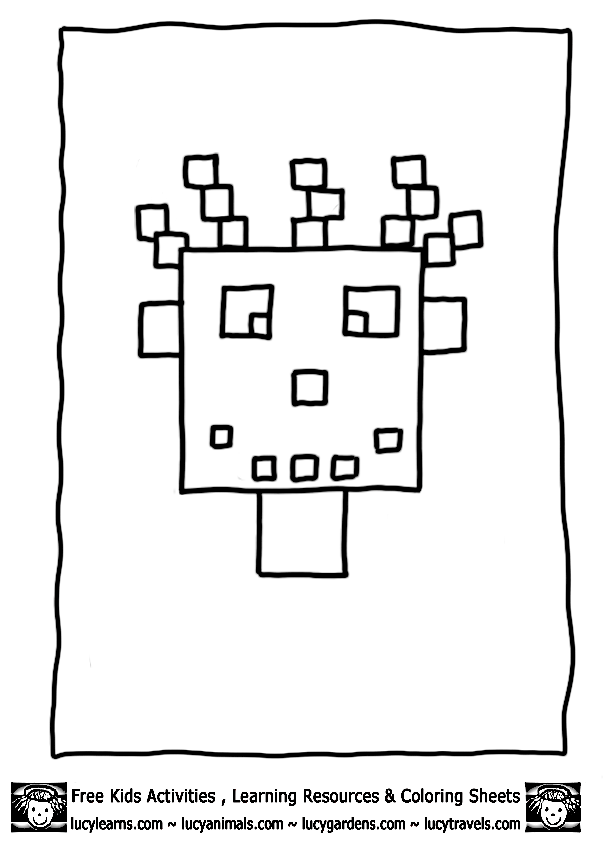 Free Kids Activities , Learning Resources & Coloring Sheets
lucylearns.com ~ lucyanimals.com ~ lucygardens.com ~ lucytravels.com